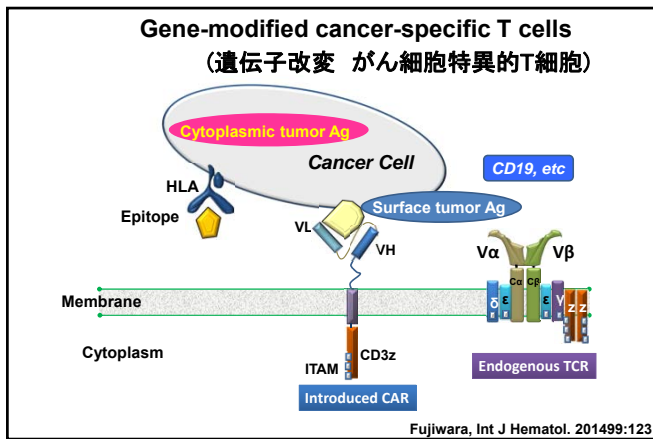 Gene-modified cancer-specific T cells
(遺伝子改変 がん細胞特異的T細胞)
Cytoplasmic tumor Ag
Cancer Cell
CD19, etc
HLA
Epitope
Surface tumor Ag
VL
VH
Vα
Vβ
Cα
Cβ
Membrane
δ
ε
ε
γ
z
z
Cytoplasm
ITAM
CD3z
Endogenous TCR
Introduced CAR
Fujiwara, Int J Hematol. 201499:123